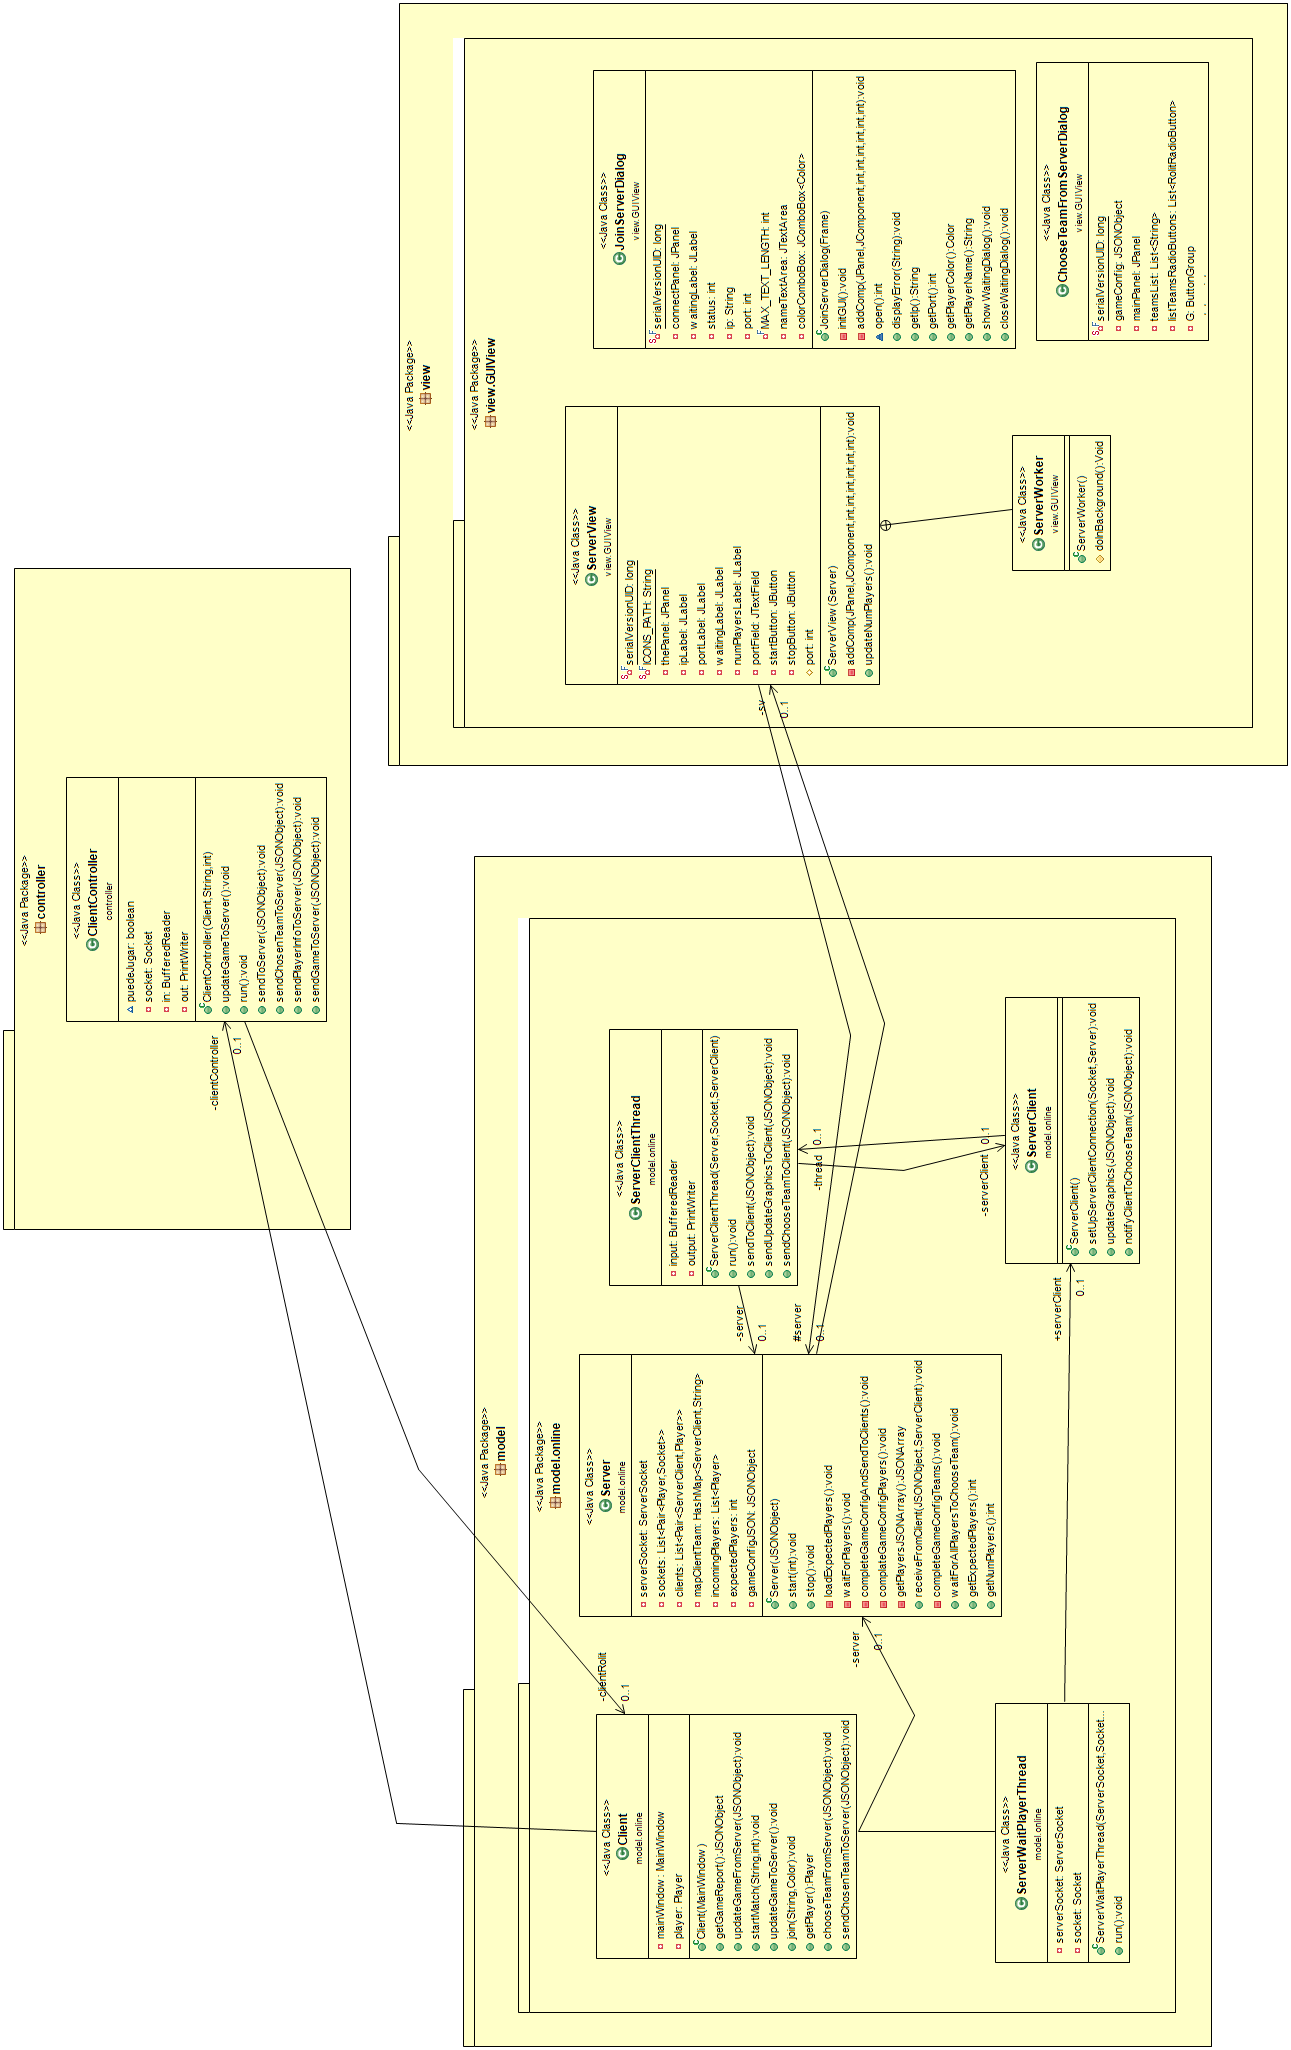 <<Java Package>>
controller
<<Java Class>>
ClientController
controller
puedeJugar: boolean
socket: Socket
in: BufferedReader
out: PrintWriter
ClientController(Client,String,int)
updateGameToServer():void
run():void
sendToServer(JSONObject):void
sendChosenTeamToServer(JSONObject):void
sendPlayerInfoToServer(JSONObject):void
sendGameToServer(JSONObject):void
-clientController
0..1
<<Java Package>>
view
<<Java Package>>
view.GUIView
<<Java Class>>
JoinServerDialog
view.GUIView
serialVersionUID: long
connectPanel: JPanel
waitingLabel: JLabel
status: int
ip: String
port: int
MAX_TEXT_LENGTH: int
nameTextArea: JTextArea
colorComboBox: JComboBox<Color>
JoinServerDialog(Frame)
initGUI():void
addComp(JPanel,JComponent,int,int,int,int):void
open():int
displayError(String):void
getIp():String
getPort():int
getPlayerColor():Color
getPlayerName():String
showWaitingDialog():void
closeWaitingDialog():void
<<Java Class>>
ChooseTeamFromServerDialog
view.GUIView
serialVersionUID: long
gameConfig: JSONObject
mainPanel: JPanel
teamsList: List<String>
listTeamsRadioButtons: List<RolitRadioButton>
G: ButtonGroup
<<Java Class>>
ServerView
view.GUIView
serialVersionUID: long
ICONS_PATH: String
thePanel: JPanel
ipLabel: JLabel
portLabel: JLabel
waitingLabel: JLabel
numPlayersLabel: JLabel
portField: JTextField
startButton: JButton
stopButton: JButton
port: int
ServerView(Server)
addComp(JPanel,JComponent,int,int,int,int,int):void
updateNumPlayers():void
<<Java Class>>
ServerWorker
view.GUIView
ServerWorker()
doInBackground():Void
-sv
0..1
<<Java Package>>
model
<<Java Package>>
model.online
<<Java Class>>
ServerClientThread
model.online
input: BufferedReader
output: PrintWriter
ServerClientThread(Server,Socket,ServerClient)
run():void
sendToClient(JSONObject):void
sendUpdateGraphicsToClient(JSONObject):void
sendChooseTeamToClient(JSONObject):void
-thread
0..1
-serverClient
0..1
<<Java Class>>
ServerClient
model.online
ServerClient()
setUpServerClientConnection(Socket,Server):void
updateGraphics(JSONObject):void
notifyClientToChooseTeam(JSONObject):void
-server
0..1
#server
0..1
+serverClient
0..1
<<Java Class>>
Server
model.online
serverSocket: ServerSocket
sockets: List<Pair<Player,Socket>>
clients: List<Pair<ServerClient,Player>>
mapClientTeam: HashMap<ServerClient,String>
incomingPlayers: List<Player>
expectedPlayers: int
gameConfigJSON: JSONObject
Server(JSONObject)
start(int):void
stop():void
loadExpectedPlayers():void
waitForPlayers():void
completeGameConfigAndSendToClients():void
complateGameConfigPlayers():void
getPlayersJSONArray():JSONArray
receiveFromClient(JSONObject,ServerClient):void
completeGameConfigTeams():void
waitForAllPlayersToChooseTeam():void
getExpectedPlayers():int
getNumPlayers():int
-clientRolit
0..1
-server
0..1
<<Java Class>>
Client
model.online
mainWindow: MainWindow
player: Player
Client(MainWindow)
getGameReport():JSONObject
updateGameFromServer(JSONObject):void
startMatch(String,int):void
updateGameToServer():void
join(String,Color):void
getPlayer():Player
chooseTeamFromServer(JSONObject):void
sendChosenTeamToServer(JSONObject):void
<<Java Class>>
ServerWaitPlayerThread
model.online
serverSocket: ServerSocket
socket: Socket
ServerWaitPlayerThread(ServerSocket,Socket...
run():void